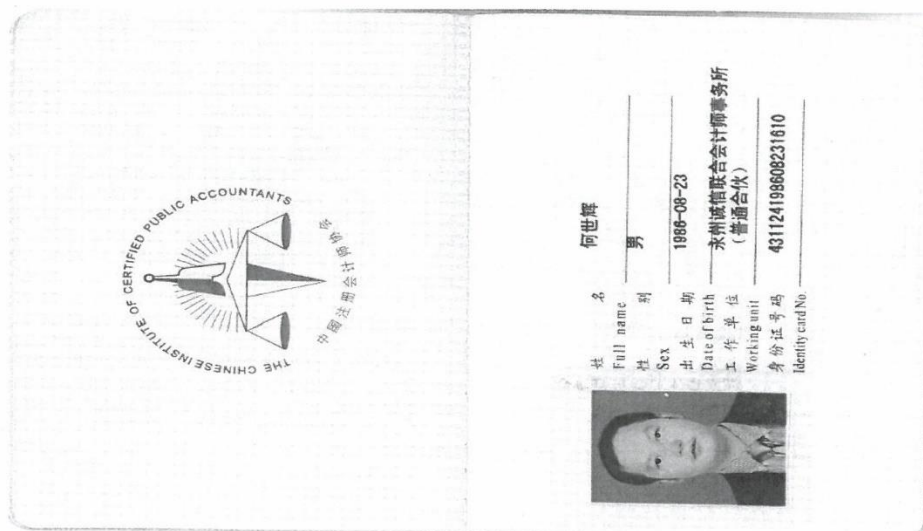 THE CHINESE INSTITUTE OF CERTIFIED PUBLIC ACCOUNTANTS
中国注册会计师协会
姓 名 何世辉
Full name
性 别 男
Sex
出 生 日 期 1986-08-23
Date of birth
工 作 单 位 永州诚信联合会计师事务所
Working unit (普通合伙)
身份证号码 431124198608231610
Identity card No.